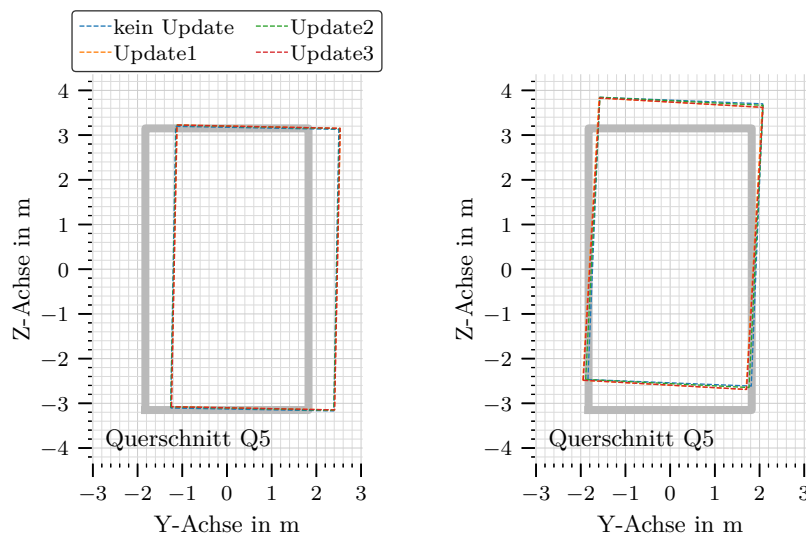 kein Update
Update2
Update1
Update3
Z-Achse in m
4
3
2
1
0
−1
−2
−3
−4
Querschnitt Q5
−3 −2 −1 0 1 2 3
Y-Achse in m
Z-Achse in m
4
3
2
1
0
−1
−2
−3
−4
Querschnitt Q5
−3 −2 −1 0 1 2 3
Y-Achse in m